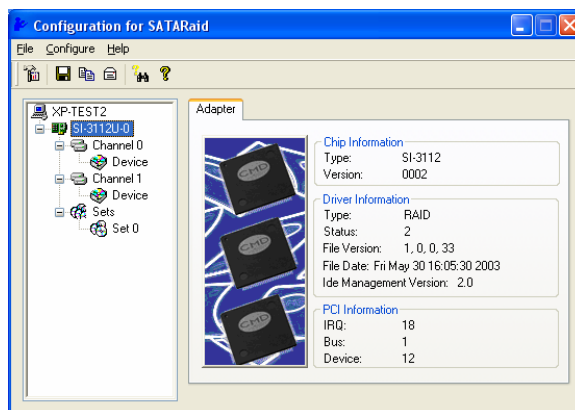 Configuration for SATARaid
File Configure Help
XP-TEST2
SI-3112U-0
Channel 0
Device
Channel 1
Device
Sets
Set 0
Adapter
CMD
CMD
CMD
Chip Information
Type: SI-3112
Version: 0002
Driver Information
Type: RAID
Status: 2
File Version: 1, 0, 0, 33
File Date: Fri May 30 16:05:30 2003
Ide Management Version: 2.0
PCI Information
IRQ: 18
Bus: 1
Device: 12